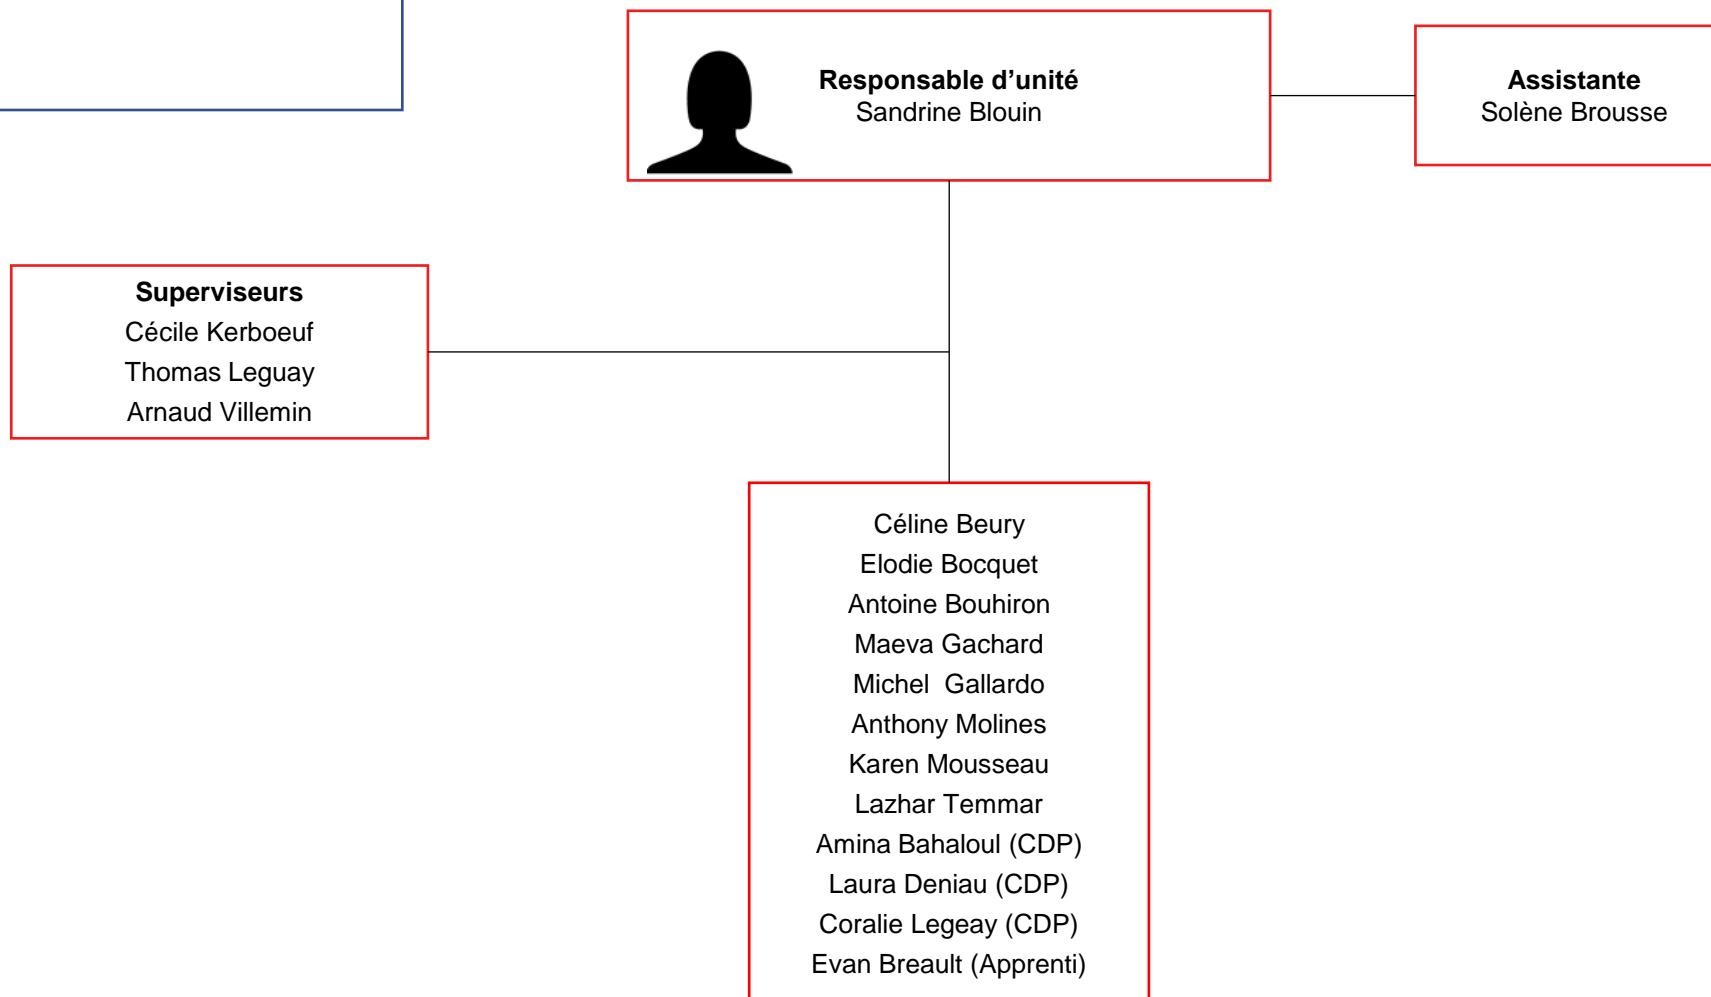 Responsable d’unité
Sandrine Blouin
Assistante
Solène Brousse
Superviseurs
Cécile Kerboeuf
Thomas Leguay
Arnaud Villemin
Céline Beury
Elodie Bocquet
Antoine Bouhiron
Maeva Gachard
Michel  Gallardo
Anthony Molines
Karen Mousseau
Lazhar Temmar
Amina Bahaloul (CDP)
Laura Deniau (CDP)
Coralie Legeay (CDP)
Evan Breault (Apprenti)